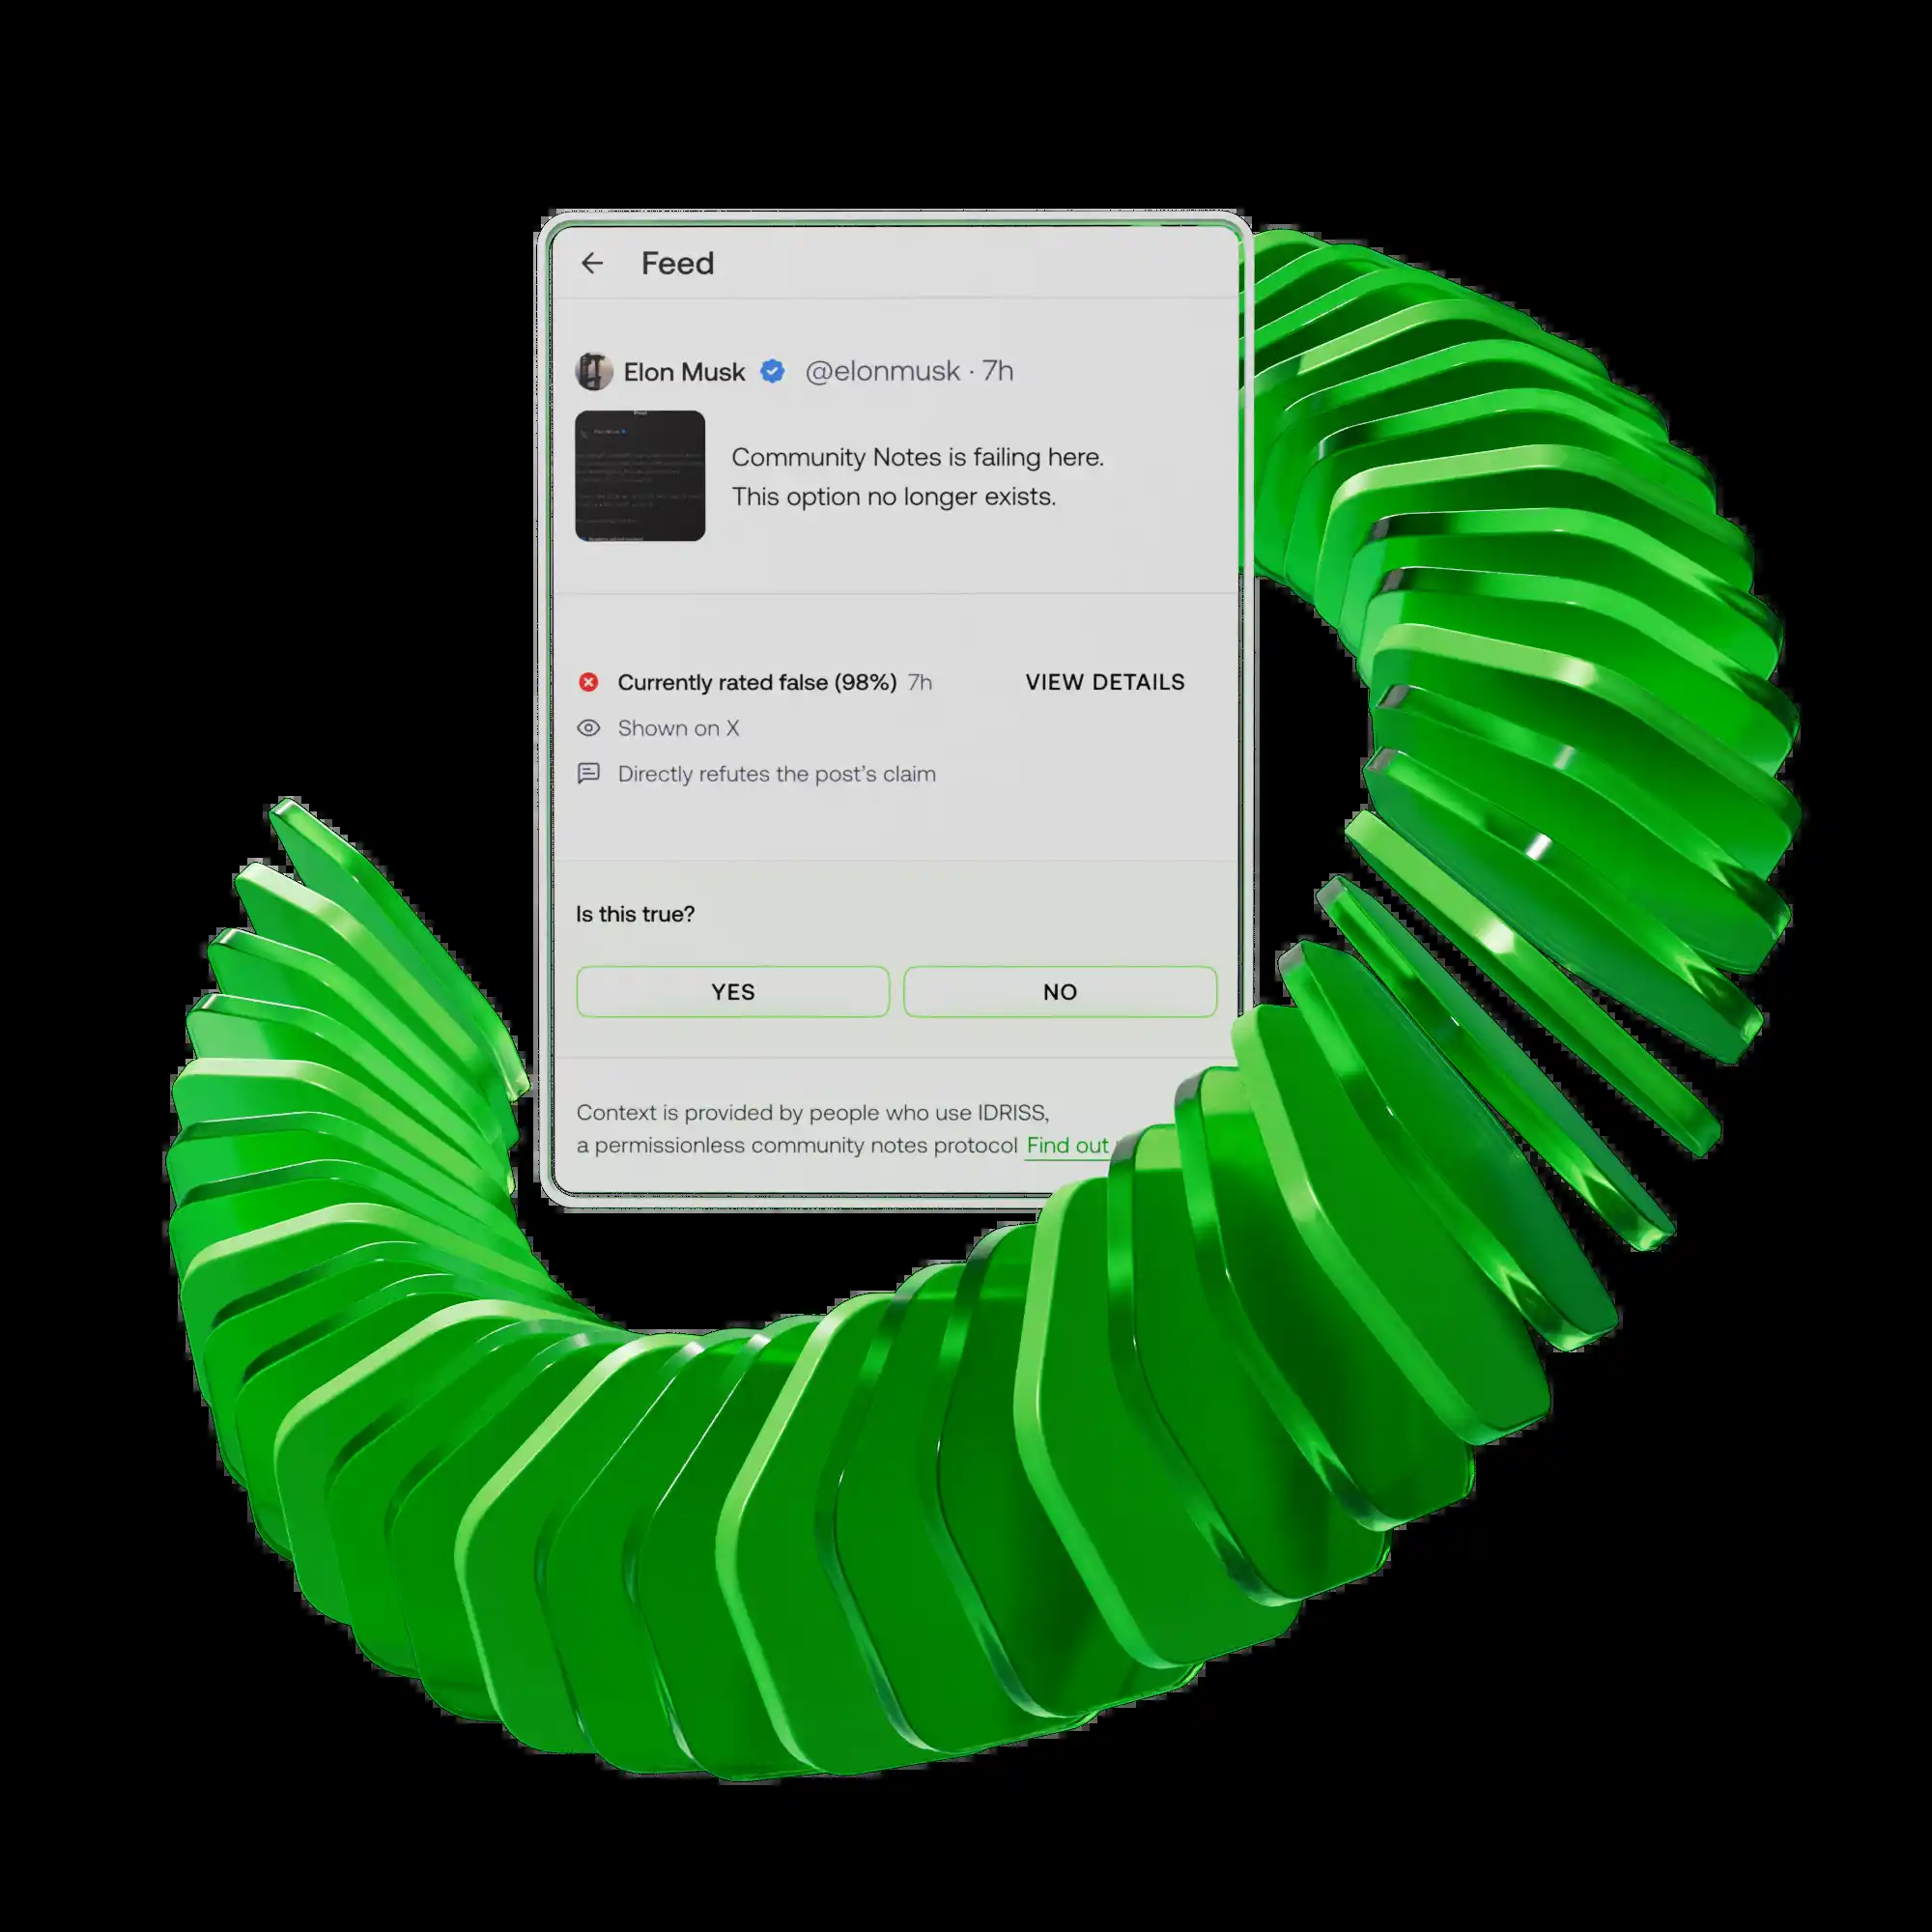 Feed
Elon Musk @elonmusk · 7h
Community Notes is failing here.
This option no longer exists.
Currently rated false (98%) 7h VIEW DETAILS
Shown on X
Directly refutes the post's claim
Is this true?
YES NO
Context is provided by people who use IDRISS,
a permissionless community notes protocol Find out